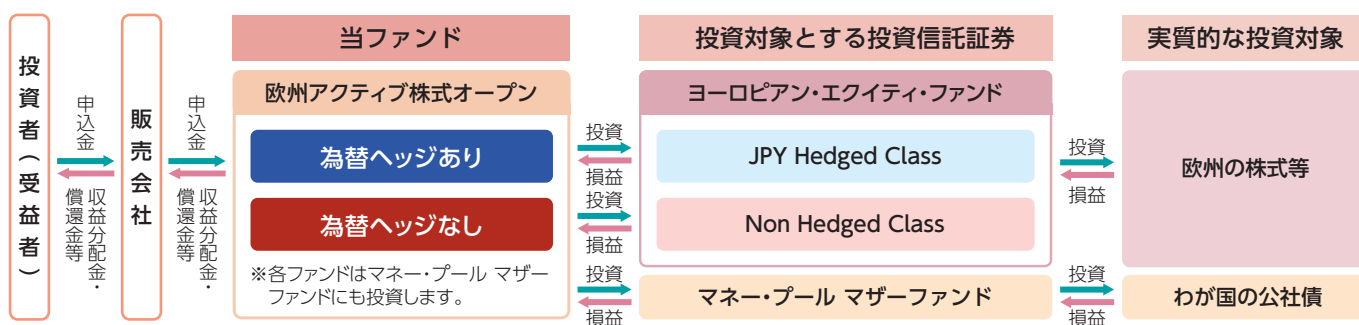 投資者(受益者)
申込金
収益分配金・
償還金等
販売会社
申込金
収益分配金・
償還金等
当ファンド
欧州アクティブ株式オープン
為替ヘッジあり
為替ヘッジなし
※各ファンドはマネー・プール マザー
ファンドにも投資します。
投資
損益
投資
損益
投資
損益
投資対象とする投資信託証券
ヨーロピアン・エクイティ・ファンド
JPY Hedged Class
Non Hedged Class
マネー・プール マザーファンド
投資
損益
投資
損益
実質的な投資対象
欧州の株式等
わが国の公社債